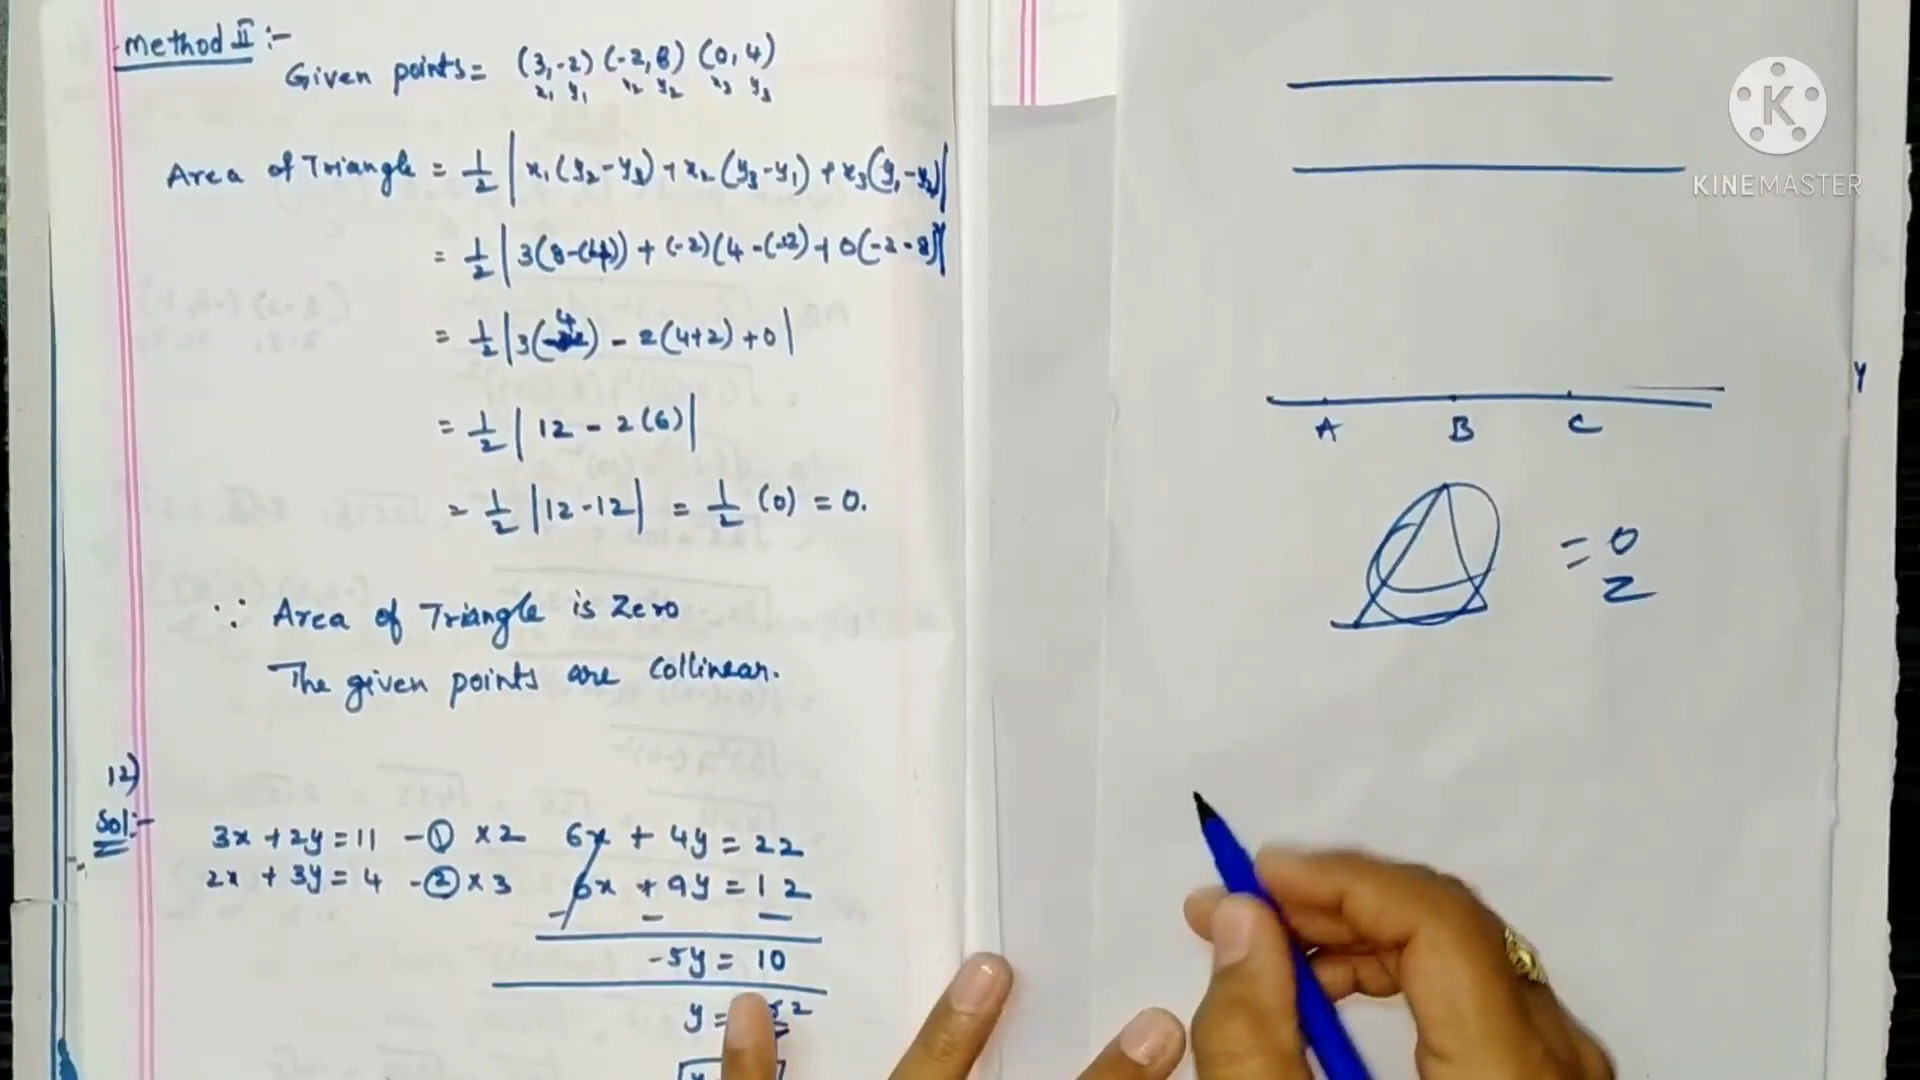 Method II :-
Given points = (3,-2) (-2,8) (0,4)
x₁ y₁ x₂ y₂ x₃ y₃
Area of Triangle = 1/2 | x₁(y₂-y₃) + x₂(y₃-y₁) + x₃(y₁-y₂)|
= 1/2 | 3(8-(4)) + (-2)(4-(-2) + 0(-2-8)|
= 1/2 | 3(4) - 2(4+2) + 0 |
= 1/2 | 12 - 2(6) |
= 1/2 | 12 - 12 | = 1/2 (0) = 0.
∵ Area of Triangle is Zero
The given points are collinear.
12)
Sol:-
3x + 2y = 11 - ① ×2 6x + 4y = 22
2x + 3y = 4 - ② ×3 6x + 9y = 12
- - -
-5y = 10
y =
K
KINEMASTER
Y
A B C
= 0